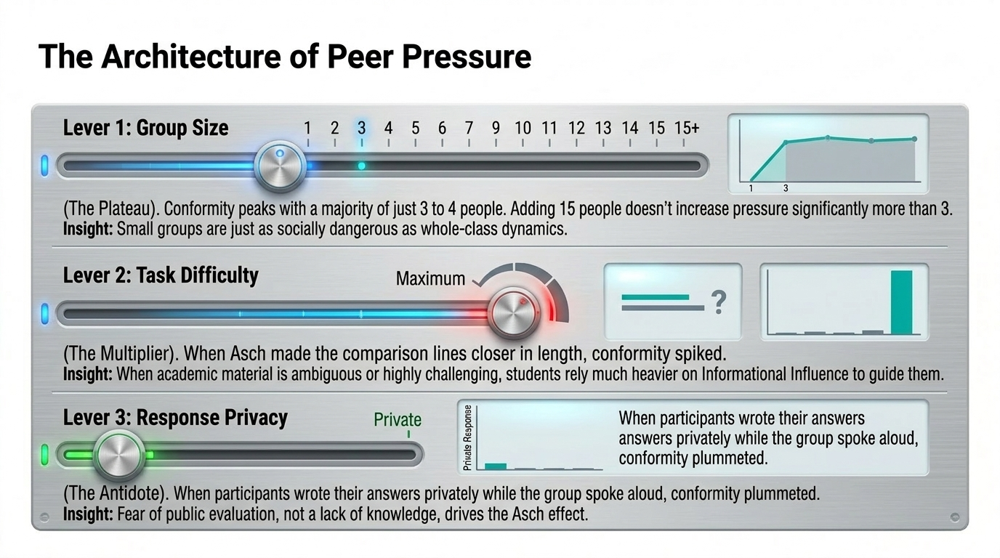 The Architecture of Peer Pressure
Lever 1: Group Size
1 2 3 4 5 6 7 9 10 11 12 13 14 15 15+
1 3
(The Plateau). Conformity peaks with a majority of just 3 to 4 people. Adding 15 people doesn't increase pressure significantly more than 3.
Insight: Small groups are just as socially dangerous as whole-class dynamics.
Lever 2: Task Difficulty
Maximum
?
(The Multiplier). When Asch made the comparison lines closer in length, conformity spiked.
Insight: When academic material is ambiguous or highly challenging, students rely much heavier on Informational Influence to guide them.
Lever 3: Response Privacy
Private
Private Response
When participants wrote their answers
answers privately while the group spoke aloud,
conformity plummeted.
(The Antidote). When participants wrote their answers privately while the group spoke aloud, conformity plummeted.
Insight: Fear of public evaluation, not a lack of knowledge, drives the Asch effect.